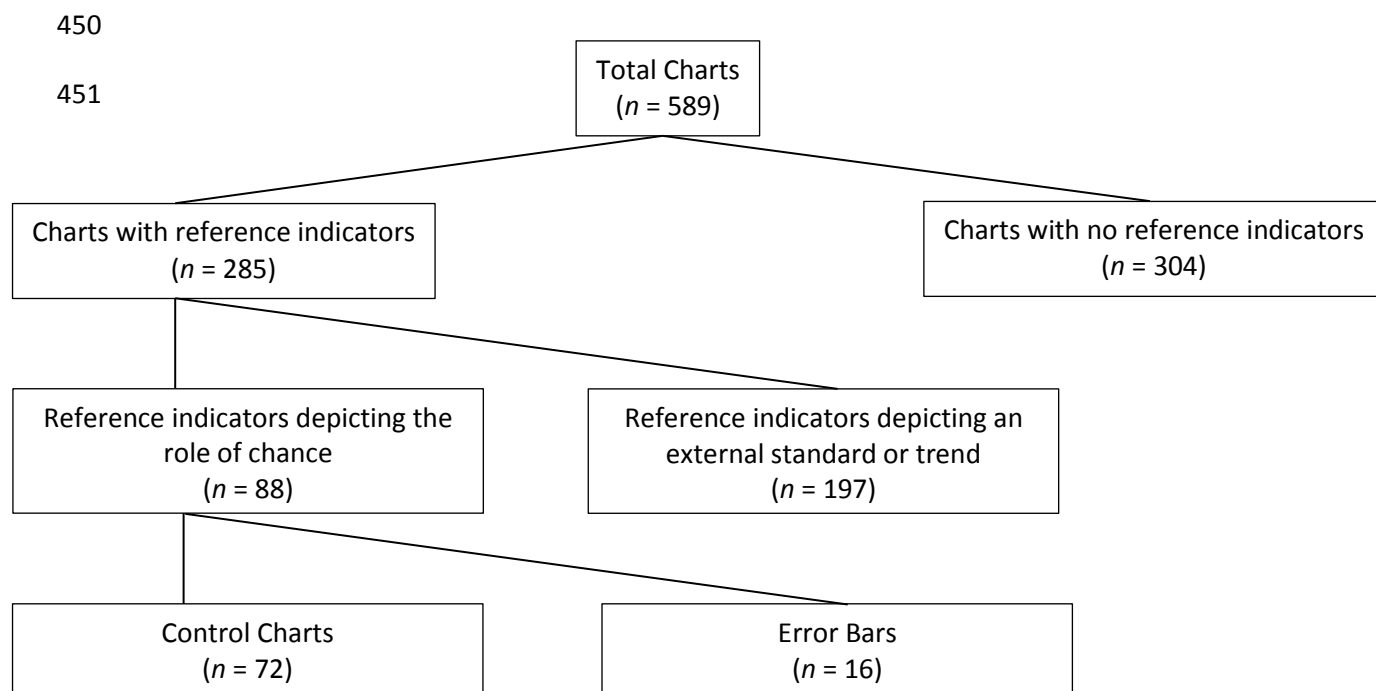 450
451
Total Charts
(n = 589)
Charts with reference indicators
(n = 285)
Charts with no reference indicators
(n = 304)
Reference indicators depicting the
role of chance
(n = 88)
Reference indicators depicting an
external standard or trend
(n = 197)
Control Charts
(n = 72)
Error Bars
(n = 16)